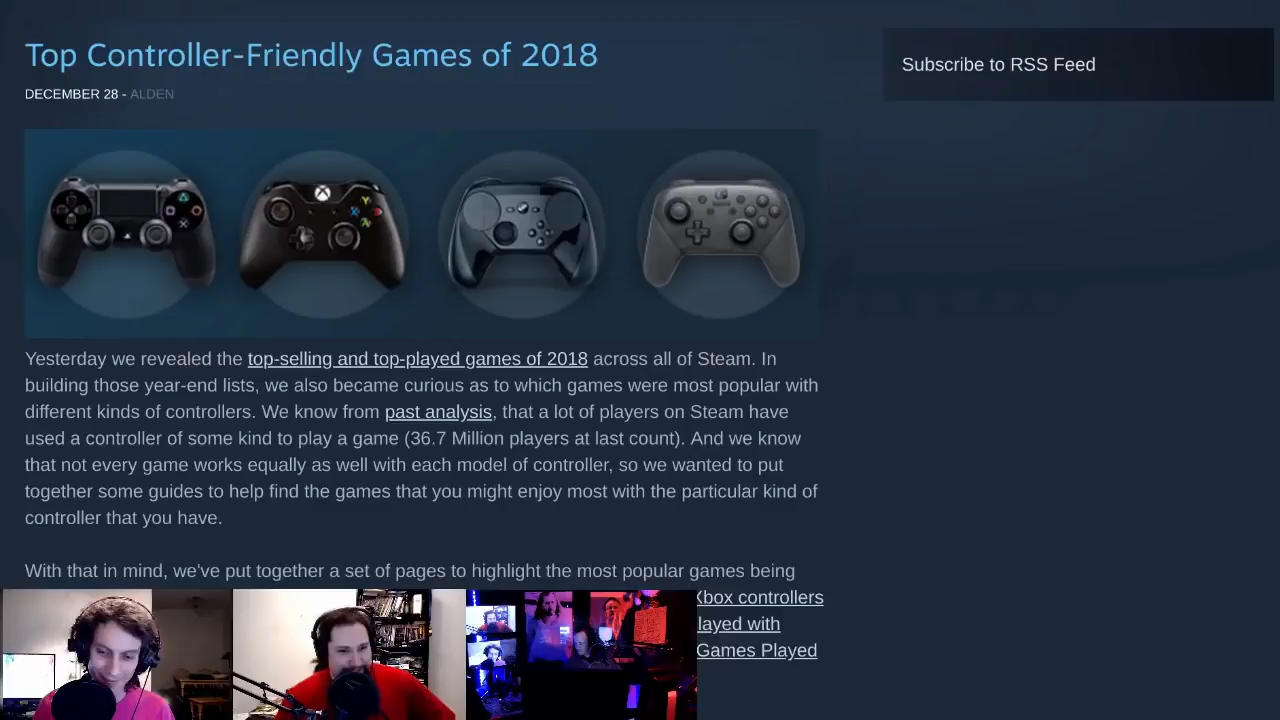 Top Controller-Friendly Games of 2018
DECEMBER 28 - ALDEN
Subscribe to RSS Feed
Yesterday we revealed the top-selling and top-played games of 2018 across all of Steam. In
building those year-end lists, we also became curious as to which games were most popular with
different kinds of controllers. We know from past analysis, that a lot of players on Steam have
used a controller of some kind to play a game (36.7 Million players at last count). And we know
that not every game works equally as well with each model of controller, so we wanted to put
together some guides to help find the games that you might enjoy most with the particular kind of
controller that you have.
With that in mind, we've put together a set of pages to highlight the most popular games being
Xbox controllers
layed with
Games Played